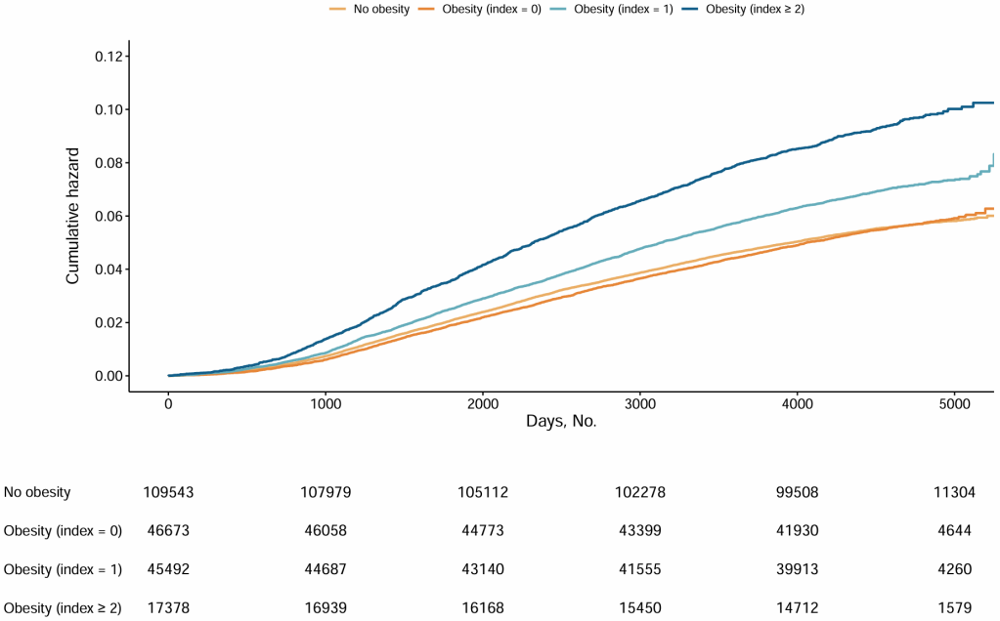 No obesity Obesity (index = 0) Obesity (index = 1) Obesity (index ≥ 2)
0.12
0.10
0.08
0.06
0.04
0.02
0.00
Cumulative hazard
0 1000 2000 3000 4000 5000
Days, No.
No obesity 109543 107979 105112 102278 99508 11304
Obesity (index = 0) 46673 46058 44773 43399 41930 4644
Obesity (index = 1) 45492 44687 43140 41555 39913 4260
Obesity (index ≥ 2) 17378 16939 16168 15450 14712 1579